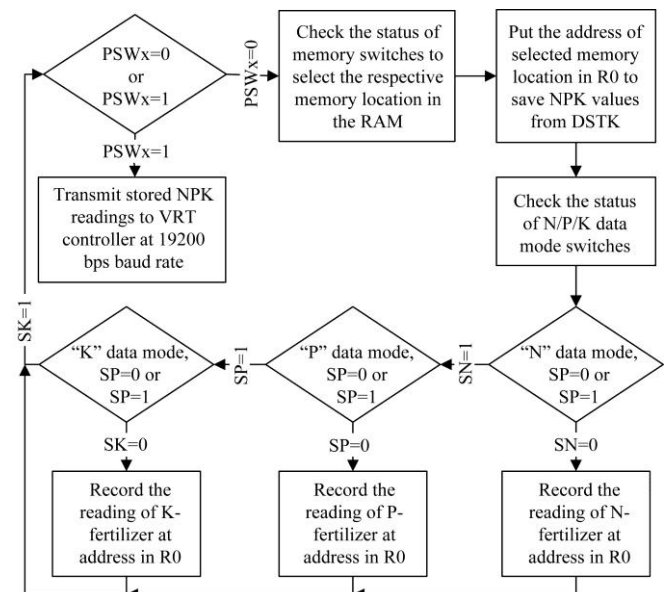 PSWx=0
or
PSWx=1
PSWx=0
Check the status of
memory switches to
select the respective
memory location in
the RAM
Put the address of
selected memory
location in R0 to
save NPK values
from DSTK
PSWx=1
Transmit stored NPK
readings to VRT
controller at 19200
bps baud rate
Check the status
of N/P/K data
mode switches
SK=1
“K” data mode,
SP=0 or
SP=1
SP=1
“P” data mode,
SP=0 or
SP=1
SN=1
“N” data mode,
SP=0 or
SP=1
SK=0
SP=0
SN=0
Record the
reading of K-
fertilizer at
address in R0
Record the
reading of P-
fertilizer at
address in R0
Record the
reading of N-
fertilizer at
address in R0